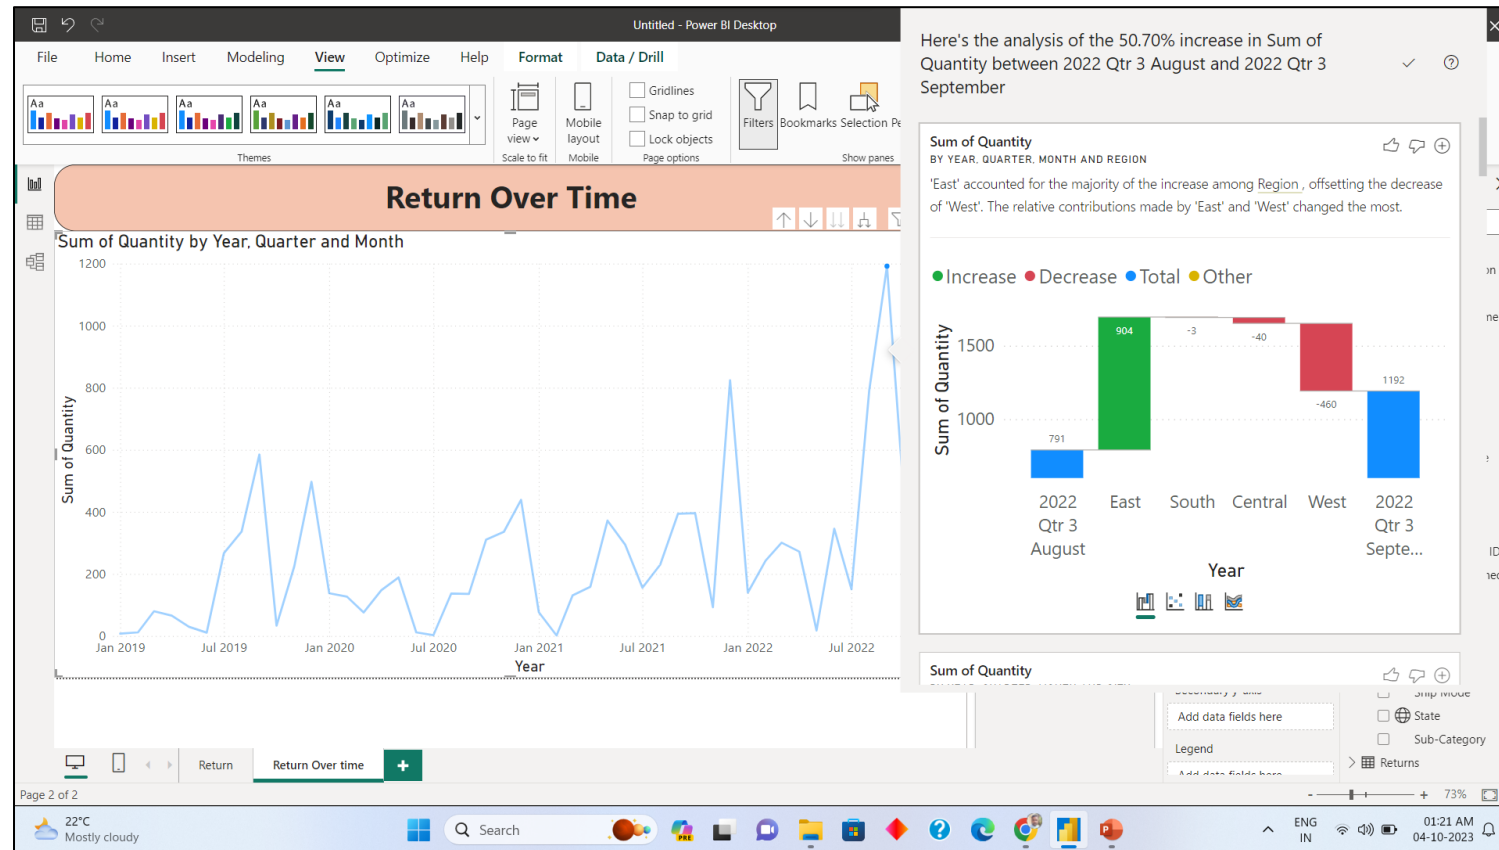 Untitled - Power BI Desktop
File Home Insert Modeling View Optimize Help Format Data / Drill
Aa Aa Aa Aa Aa Aa
Themes
Page view
Scale to fit
Mobile layout
Mobile
Gridlines
Snap to grid
Lock objects
Page options
Filters
Bookmarks
Selection
Show panes
Return Over Time
Sum of Quantity by Year, Quarter and Month
Sum of Quantity
1200
1000
800
600
400
200
0
Jan 2019 Jul 2019 Jan 2020 Jul 2020 Jan 2021 Jul 2021 Jan 2022 Jul 2022
Year
Here's the analysis of the 50.70% increase in Sum of
Quantity between 2022 Qtr 3 August and 2022 Qtr 3
September
Sum of Quantity
BY YEAR, QUARTER, MONTH AND REGION
'East' accounted for the majority of the increase among Region , offsetting the decrease
of 'West'. The relative contributions made by 'East' and 'West' changed the most.
Increase Decrease Total Other
Sum of Quantity
1500
1000
791
904
-3
-40
-460
1192
2022 Qtr 3 August
East
South
Central
West
2022 Qtr 3 Septe...
Year
Sum of Quantity
Add data fields here
Legend
Ship Mode
State
Sub-Category
Returns
Return
Return Over time
+
Page 2 of 2
- + 73%
22°C
Mostly cloudy
Search
PRE
ENG
IN
01:21 AM
04-10-2023